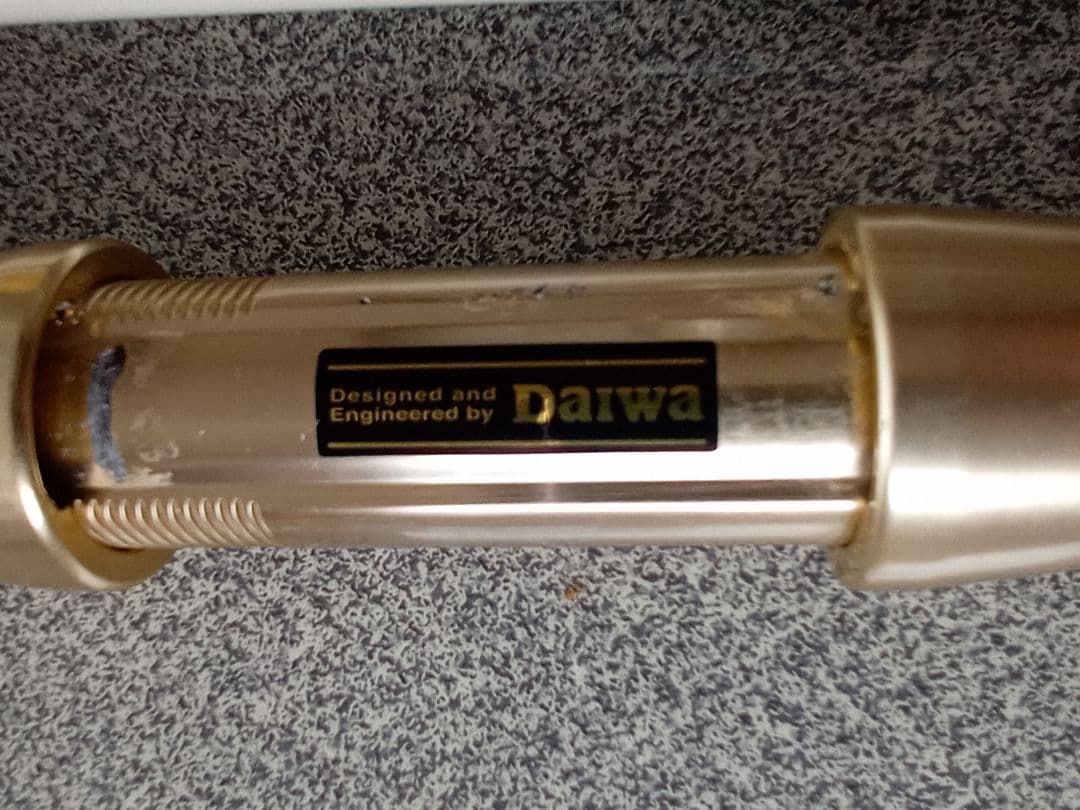 Designed and
Engineered by
Daiwa